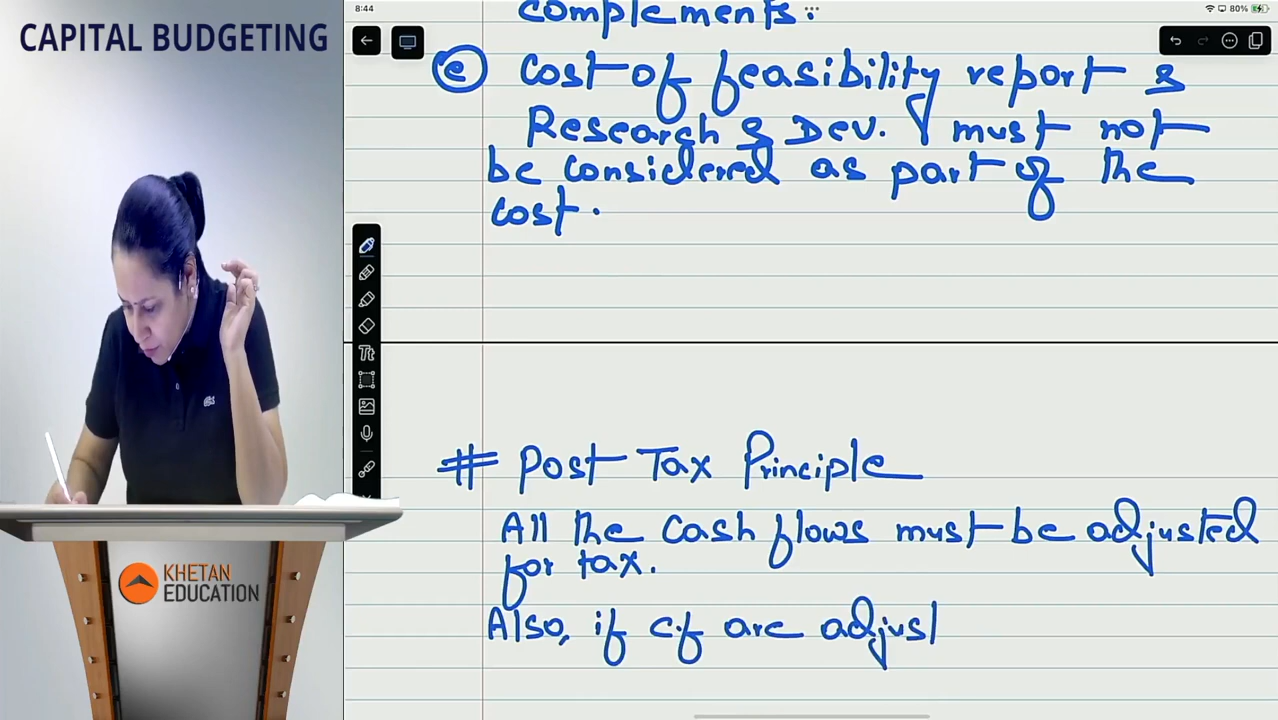 CAPITAL BUDGETING
8:44
80%
complements.
e Cost of feasibility report &
Research & Dev. must not
be considered as part of the
cost.
Tt
# Post Tax Principle
All the cash flows must be adjusted
for tax.
Also, if c.f are adjust
KHETAN
EDUCATION